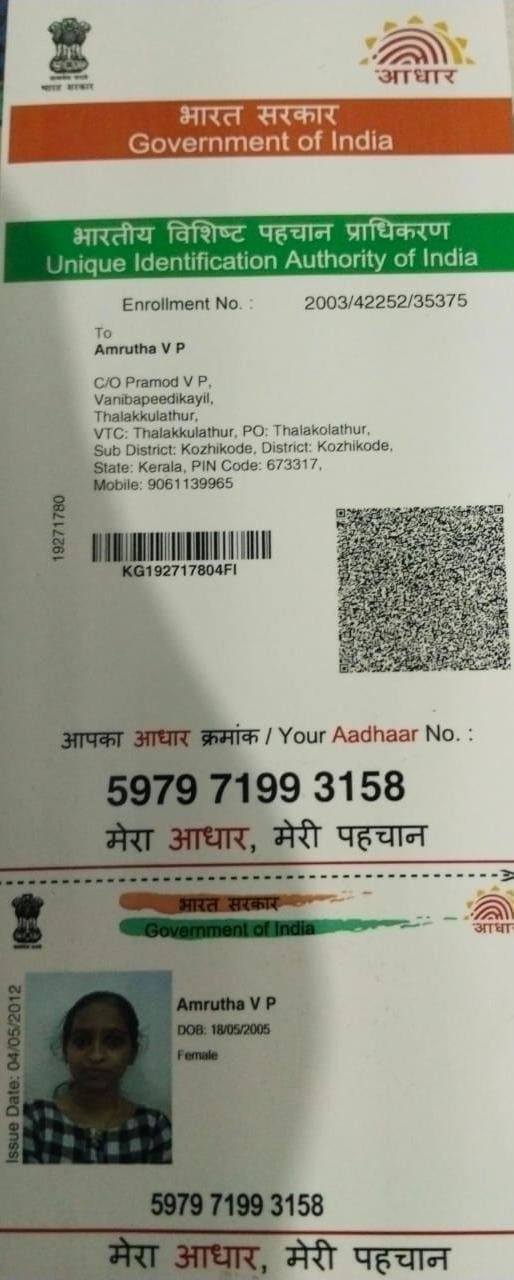 सत्यमेव जयते
भारत सरकार
आधार
भारत सरकार
Government of India
भारतीय विशिष्ट पहचान प्राधिकरण
Unique Identification Authority of India
Enrollment No. : 2003/42252/35375
To
Amrutha V P
C/O Pramod V P,
Vanibapeedikayil,
Thalakkulathur,
VTC: Thalakkulathur, PO: Thalakolathur,
Sub District: Kozhikode, District: Kozhikode,
State: Kerala, PIN Code: 673317,
Mobile: 9061139965
19271780
KG192717804FI
आपका आधार क्रमांक / Your Aadhaar No. :
5979 7199 3158
मेरा आधार, मेरी पहचान
भारत सरकार
Government of India
आधार
Issue Date: 04/05/2012
Amrutha V P
DOB: 18/05/2005
Female
5979 7199 3158
मेरा आधार, मेरी पहचान